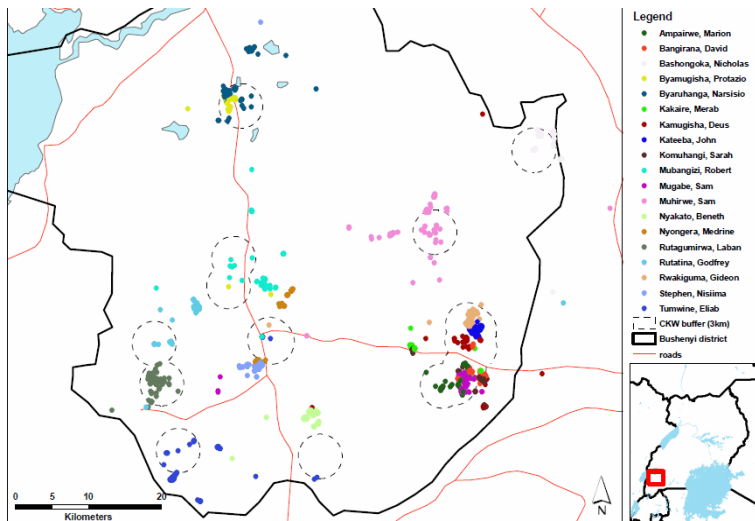 Legend
Ampairwe, Marion
Bangirana, David
Bashongoka, Nicholas
Byamugisha, Protazio
Byaruhanga, Narsisio
Kakaire, Merab
Kamugisha, Deus
Kateeba, John
Komuhangi, Sarah
Mubangizi, Robert
Mugabe, Sam
Muhirwe, Sam
Nyakato, Beneth
Nyongera, Medrine
Rutagumirwa, Laban
Rutatina, Godfrey
Rwakiguma, Gideon
Stephen, Nisiima
Tumwine, Eliab
CKW buffer (3km)
Bushenyi district
roads
0 5 10 20
Kilometers
N